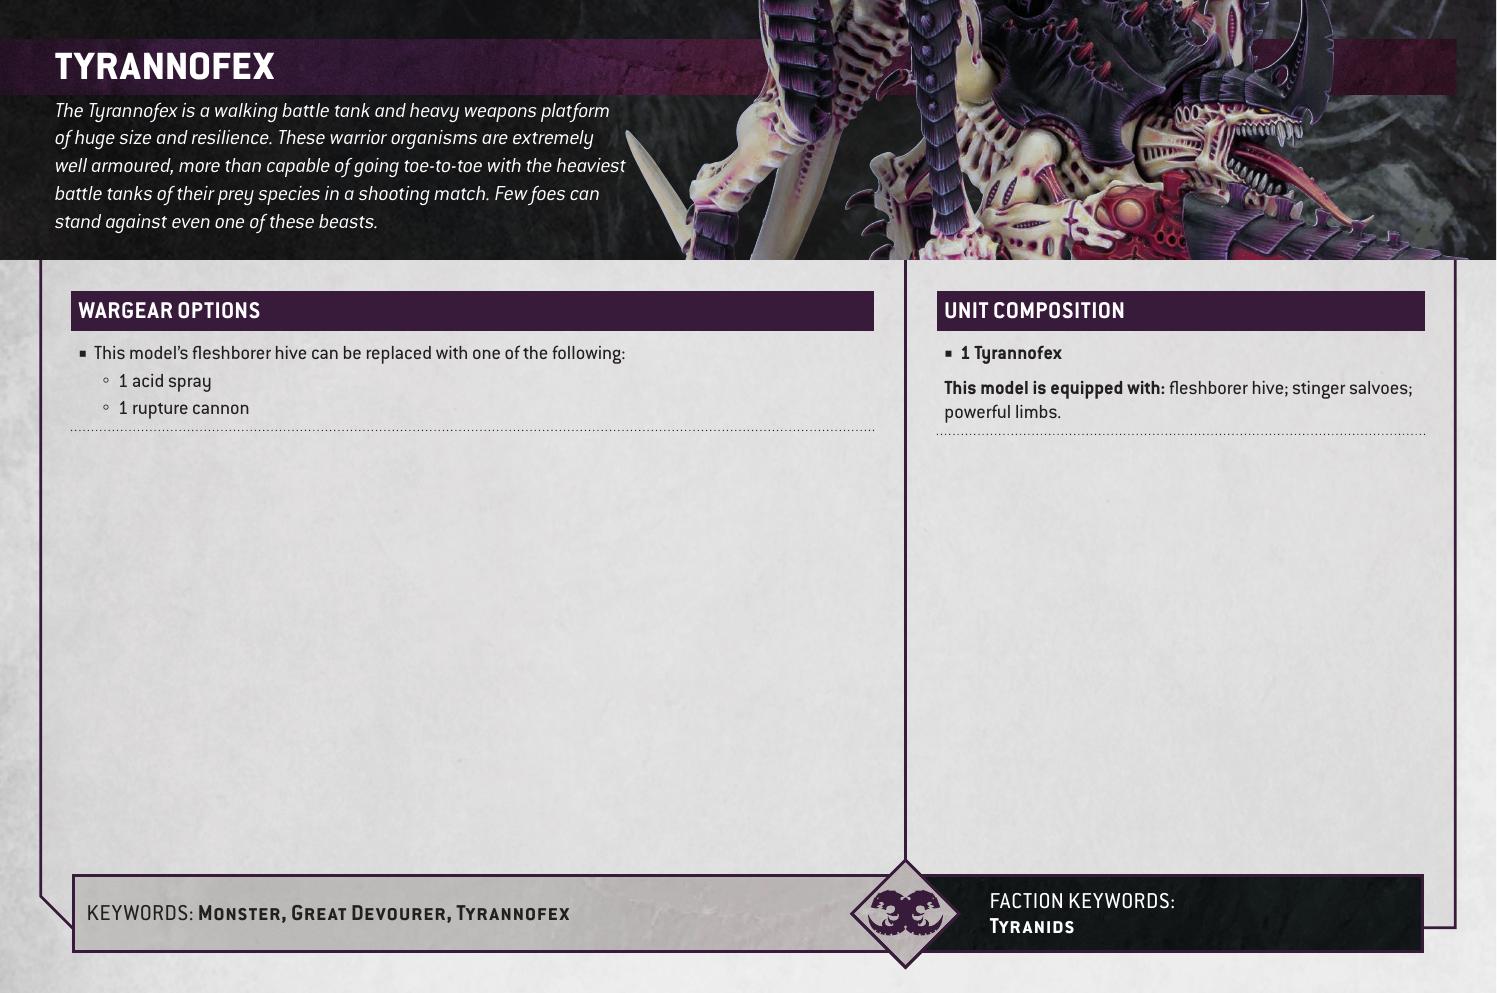 TYRANNOFEX
The Tyrannofex is a walking battle tank and heavy weapons platform
of huge size and resilience. These warrior organisms are extremely
well armoured, more than capable of going toe-to-toe with the heaviest
battle tanks of their prey species in a shooting match. Few foes can
stand against even one of these beasts.
WARGEAR OPTIONS
■ This model’s fleshborer hive can be replaced with one of the following:
◦ 1 acid spray
◦ 1 rupture cannon
UNIT COMPOSITION
■ 1 Tyrannofex
This model is equipped with: fleshborer hive; stinger salvoes;
powerful limbs.
KEYWORDS: Monster, Great Devourer, Tyrannofex
FACTION KEYWORDS:
Tyranids